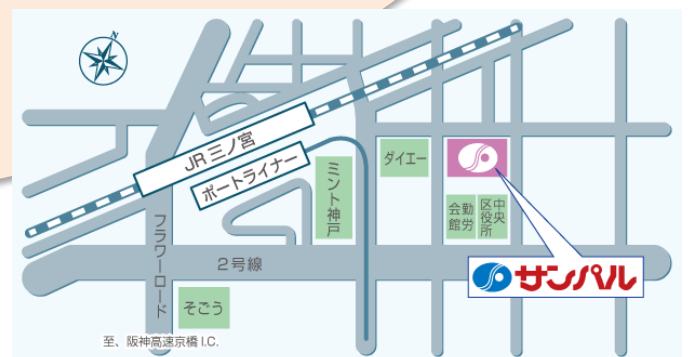 N
JR三ノ宮
ポートライナー
ミント神戸
ダイエー
勤労
会館
中央
区役所
フラワーロード
2号線
サンパル
そごう
至、阪神高速京橋I.C.